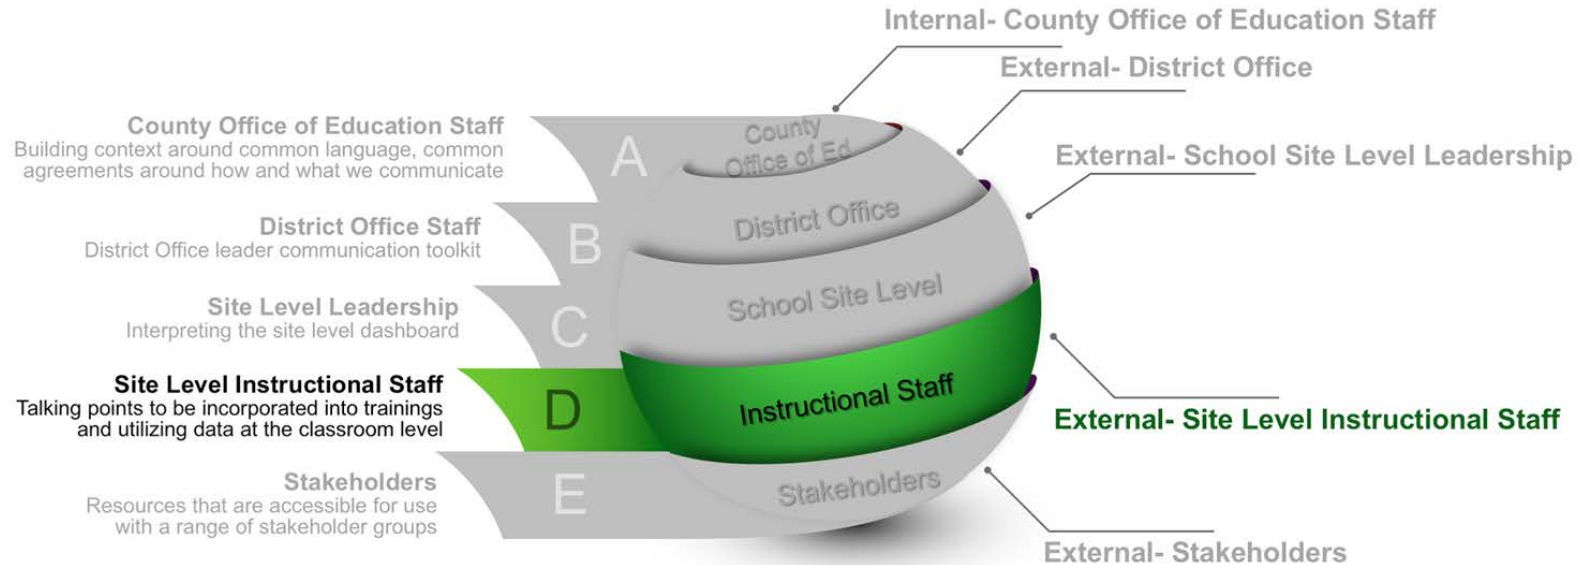 Internal- County Office of Education Staff
External- District Office
County Office of Education Staff
Building context around common language, common
agreements around how and what we communicate
A
County
Office of Ed
External- School Site Level Leadership
District Office Staff
District Office leader communication toolkit
B
District Office
Site Level Leadership
Interpreting the site level dashboard
C
School Site Level
Site Level Instructional Staff
Talking points to be incorporated into trainings
and utilizing data at the classroom level
D
Instructional Staff
External- Site Level Instructional Staff
Stakeholders
Resources that are accessible for use
with a range of stakeholder groups
E
Stakeholders
External- Stakeholders